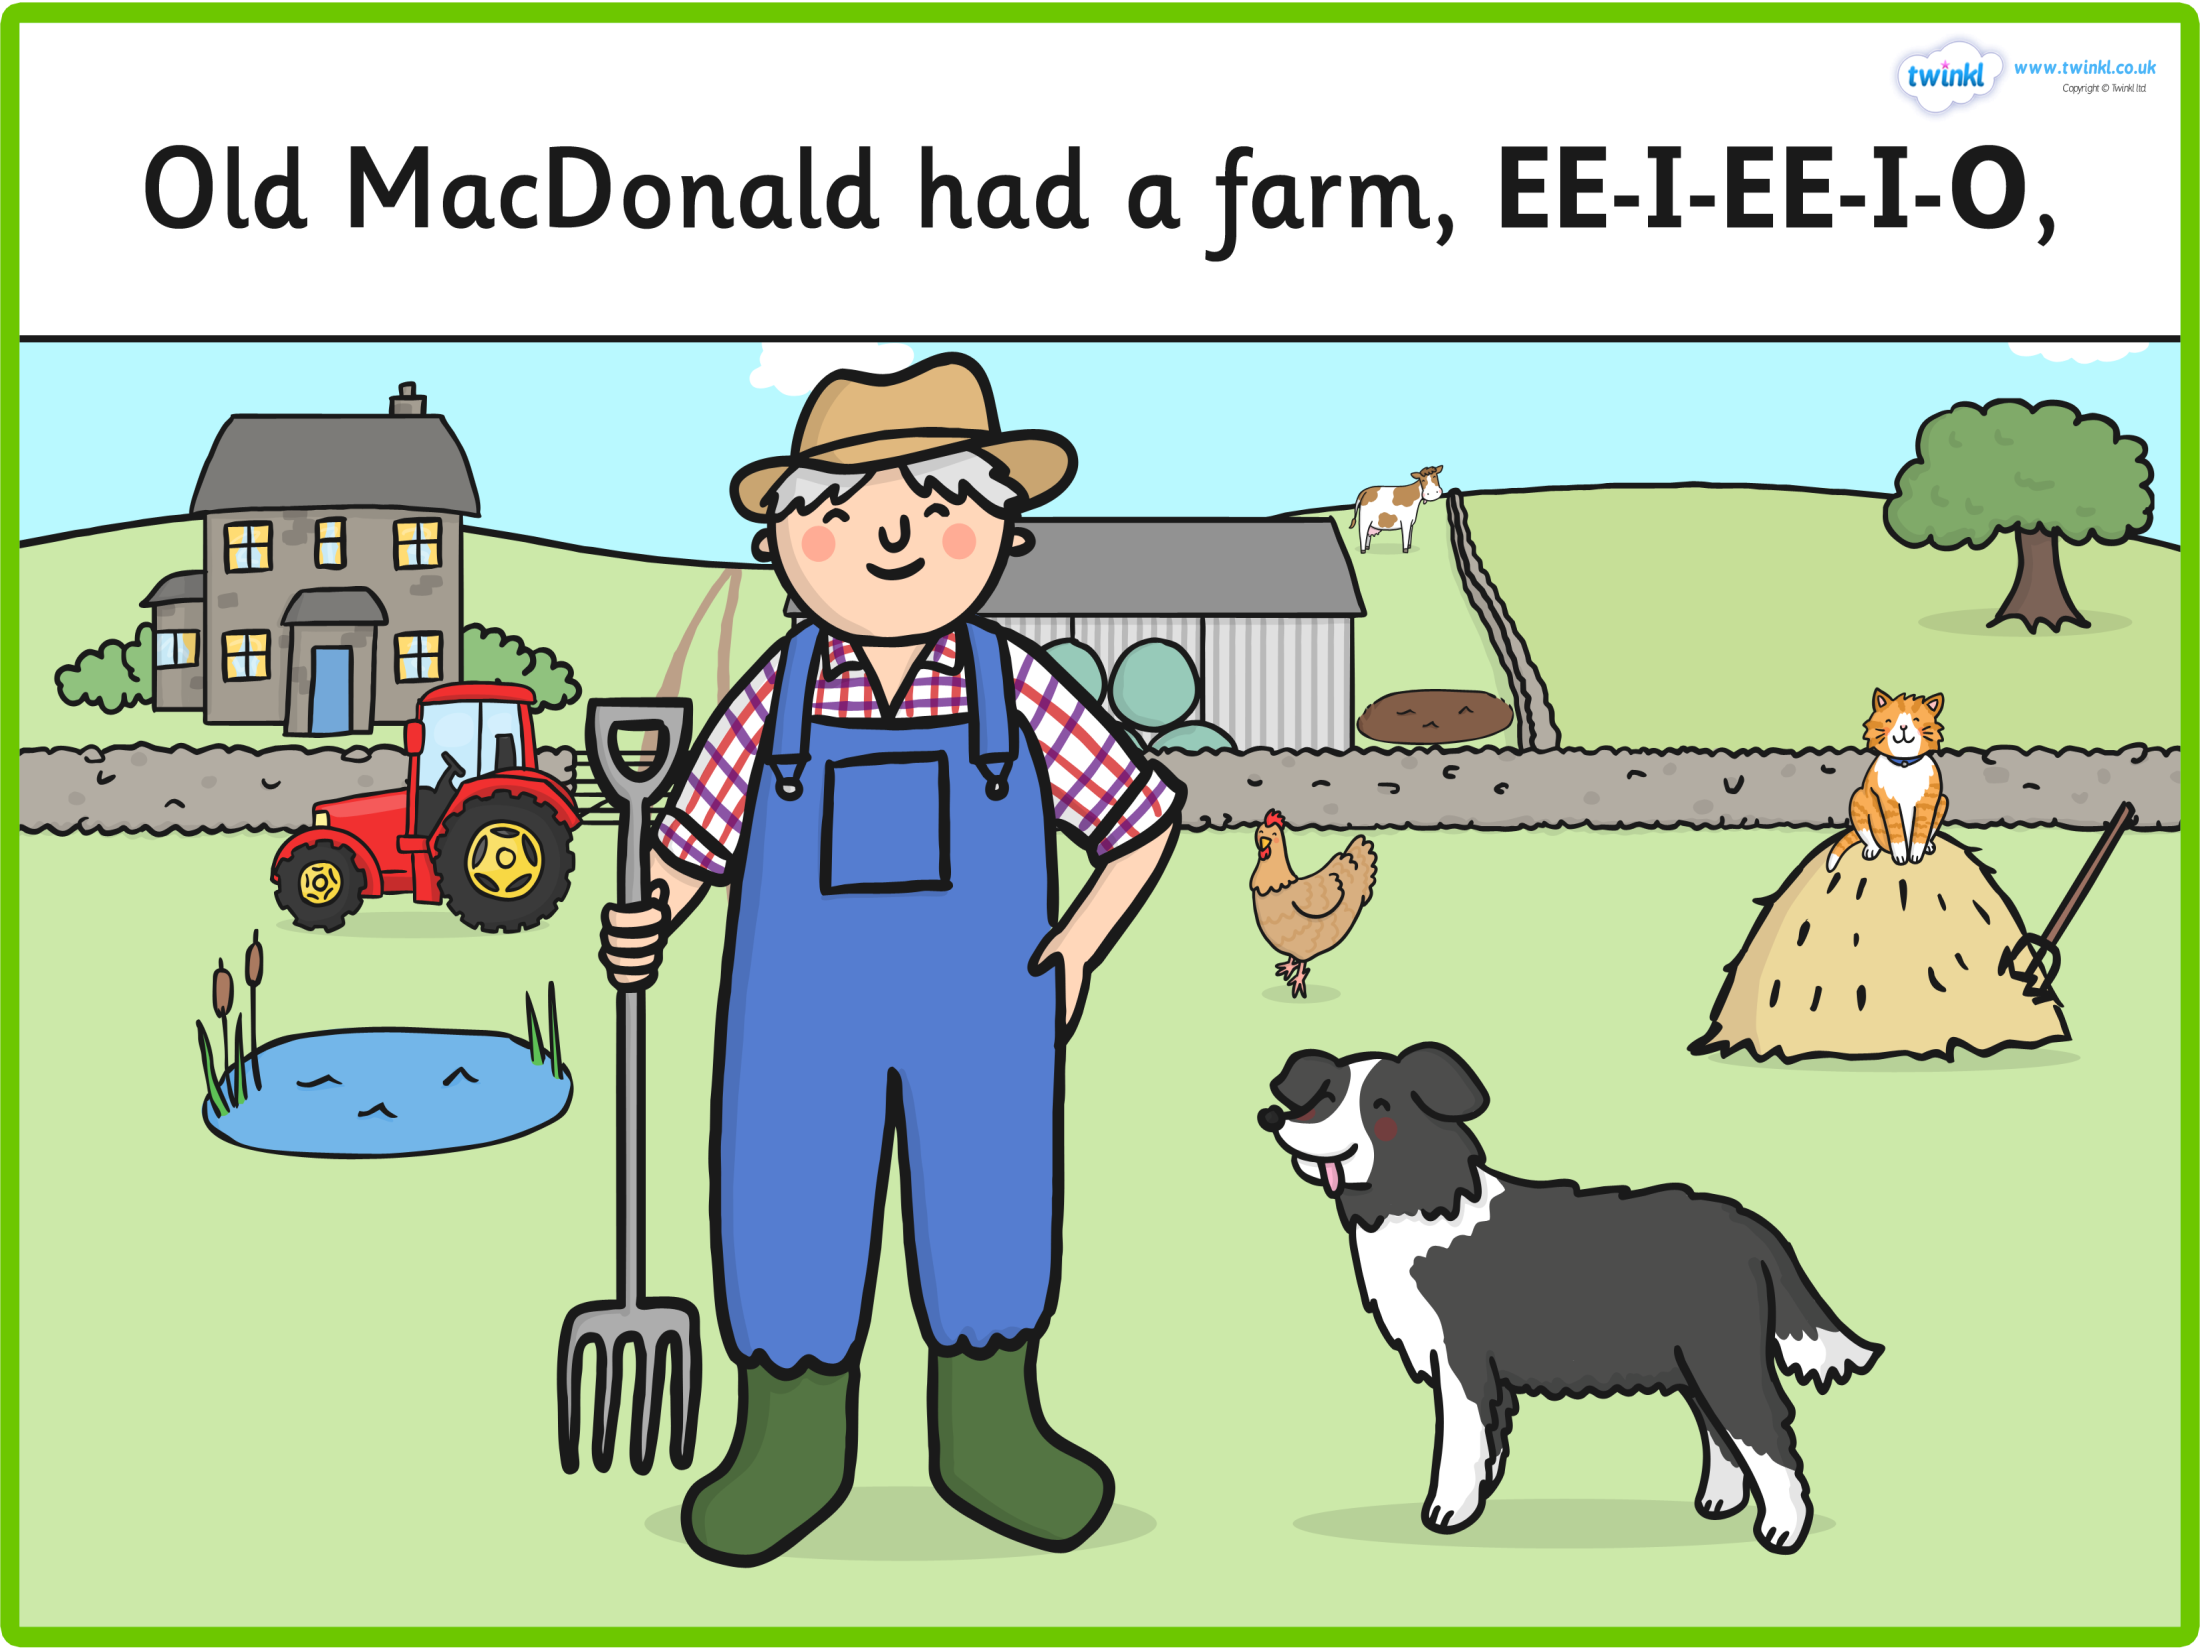 twinkl www.twinkl.co.uk
Copyright © Twinkl ltd.
Old MacDonald had a farm, EE-I-EE-I-O,